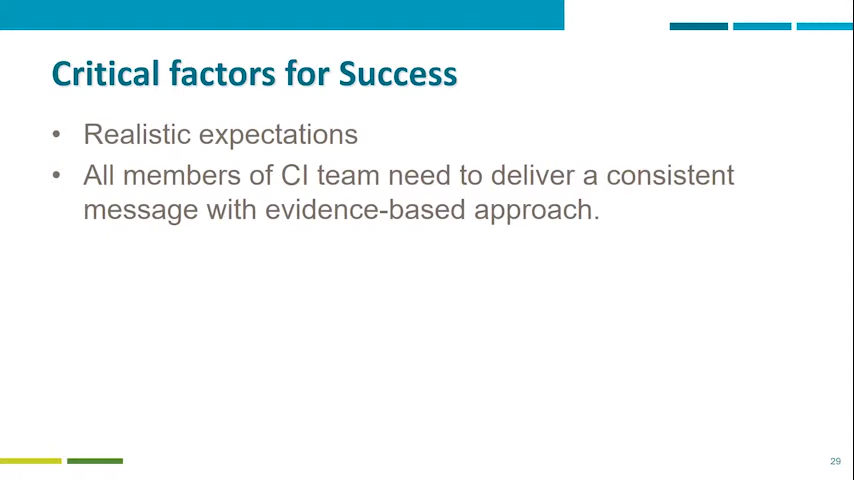 Critical factors for Success
• Realistic expectations
• All members of CI team need to deliver a consistent
message with evidence-based approach.
29